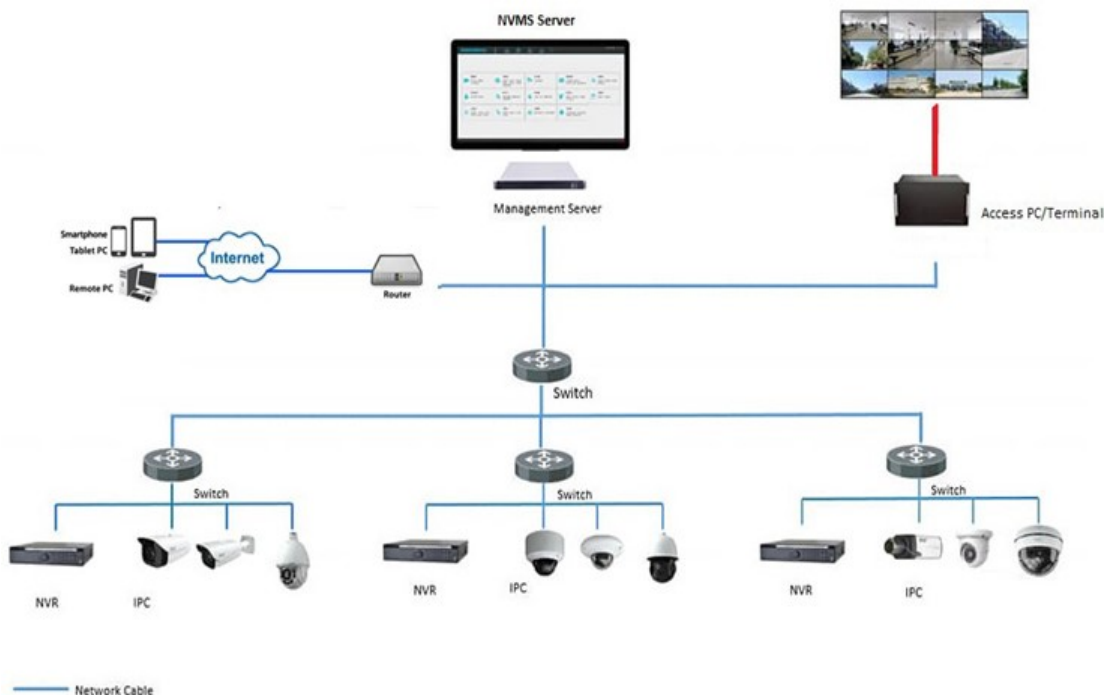 NVMS Server
Management Server
Access PC/Terminal
Smartphone
Tablet PC
Internet
Remote PC
Router
Switch
Switch
Switch
Switch
NVR
IPC
NVR
IPC
NVR
IPC
Network Cable